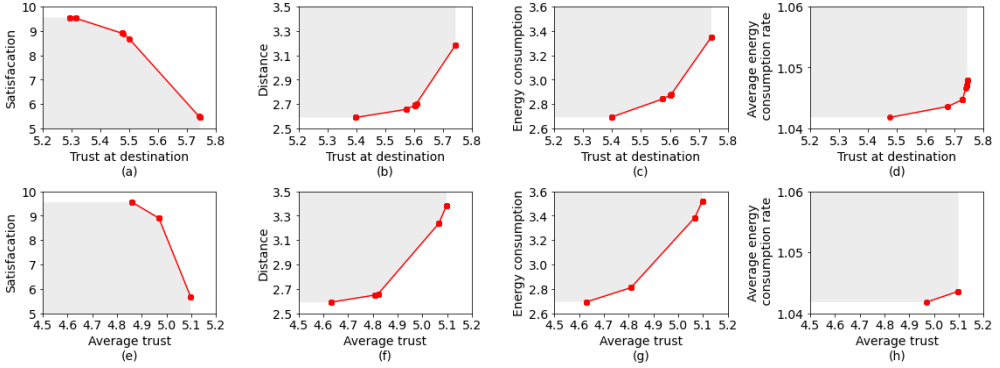 10
9
8
7
6
5
Satisfacation
5.2 5.3 5.4 5.5 5.6 5.7 5.8
Trust at destination
(a)
3.5
3.3
3.1
2.9
2.7
2.5
Distance
5.2 5.3 5.4 5.5 5.6 5.7 5.8
Trust at destination
(b)
3.6
3.4
3.2
3.0
2.8
2.6
Energy consumption
5.2 5.3 5.4 5.5 5.6 5.7 5.8
Trust at destination
(c)
1.06
1.05
1.04
Average energy
consumption rate
5.2 5.3 5.4 5.5 5.6 5.7 5.8
Trust at destination
(d)
10
9
8
7
6
5
Satisfacation
4.5 4.6 4.7 4.8 4.9 5.0 5.1 5.2
Average trust
(e)
3.5
3.3
3.1
2.9
2.7
2.5
Distance
4.5 4.6 4.7 4.8 4.9 5.0 5.1 5.2
Average trust
(f)
3.6
3.4
3.2
3.0
2.8
2.6
Energy consumption
4.5 4.6 4.7 4.8 4.9 5.0 5.1 5.2
Average trust
(g)
1.06
1.05
1.04
Average energy
consumption rate
4.5 4.6 4.7 4.8 4.9 5.0 5.1 5.2
Average trust
(h)